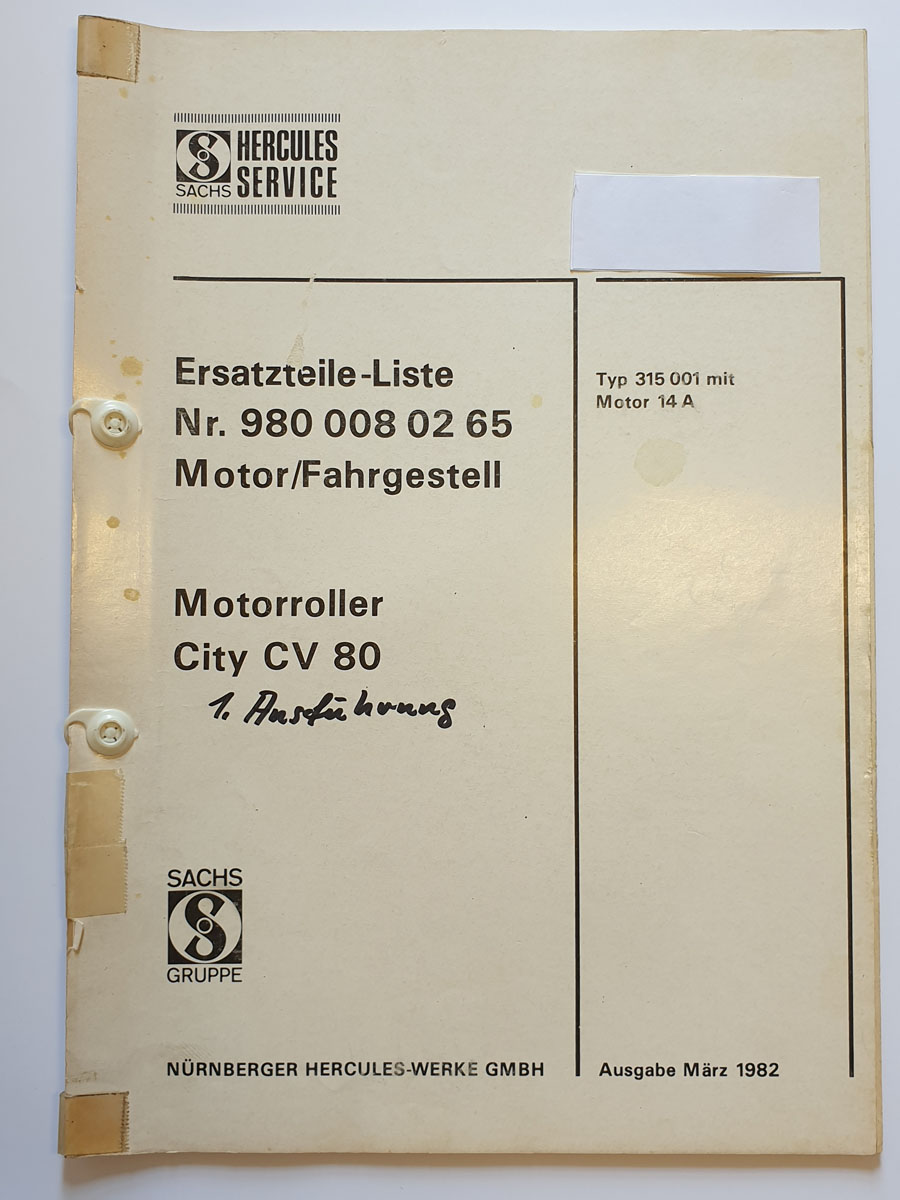 HERCULES
SERVICE
SACHS
Ersatzteile-Liste
Nr. 980 008 02 65
Motor/Fahrgestell
Typ 315 001 mit
Motor 14 A
Motorroller
City CV 80
1. Ausführung
SACHS
GRUPPE
NÜRNBERGER HERCULES-WERKE GMBH
Ausgabe März 1982